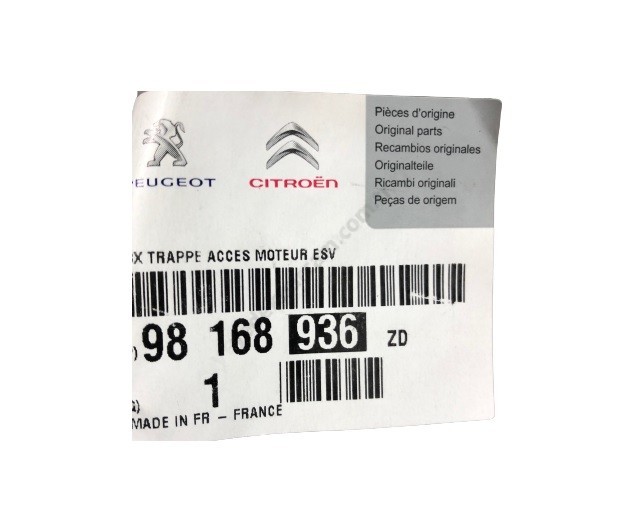 PEUGEOT
CITROËN
Pièces d'origine
Original parts
Recambios originales
Originalteile
Ricambi originali
Peças de origem
X TRAPPE ACCES MOTEUR ESV
98 168 936 ZD
1
MADE IN FR - FRANCE